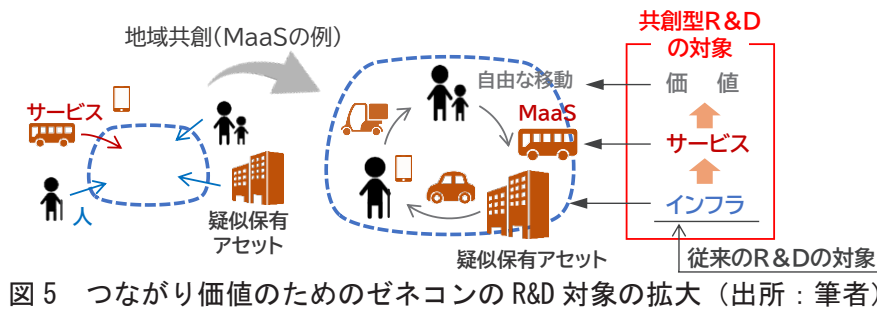 地域共創(MaaSの例)
サービス
人
疑似保有
アセット
自由な移動
MaaS
疑似保有アセット
共創型R&D
の対象
価 値
サービス
インフラ
従来のR&Dの対象
図5 つながり価値のためのゼネコンのR&D対象の拡大（出所：筆者）